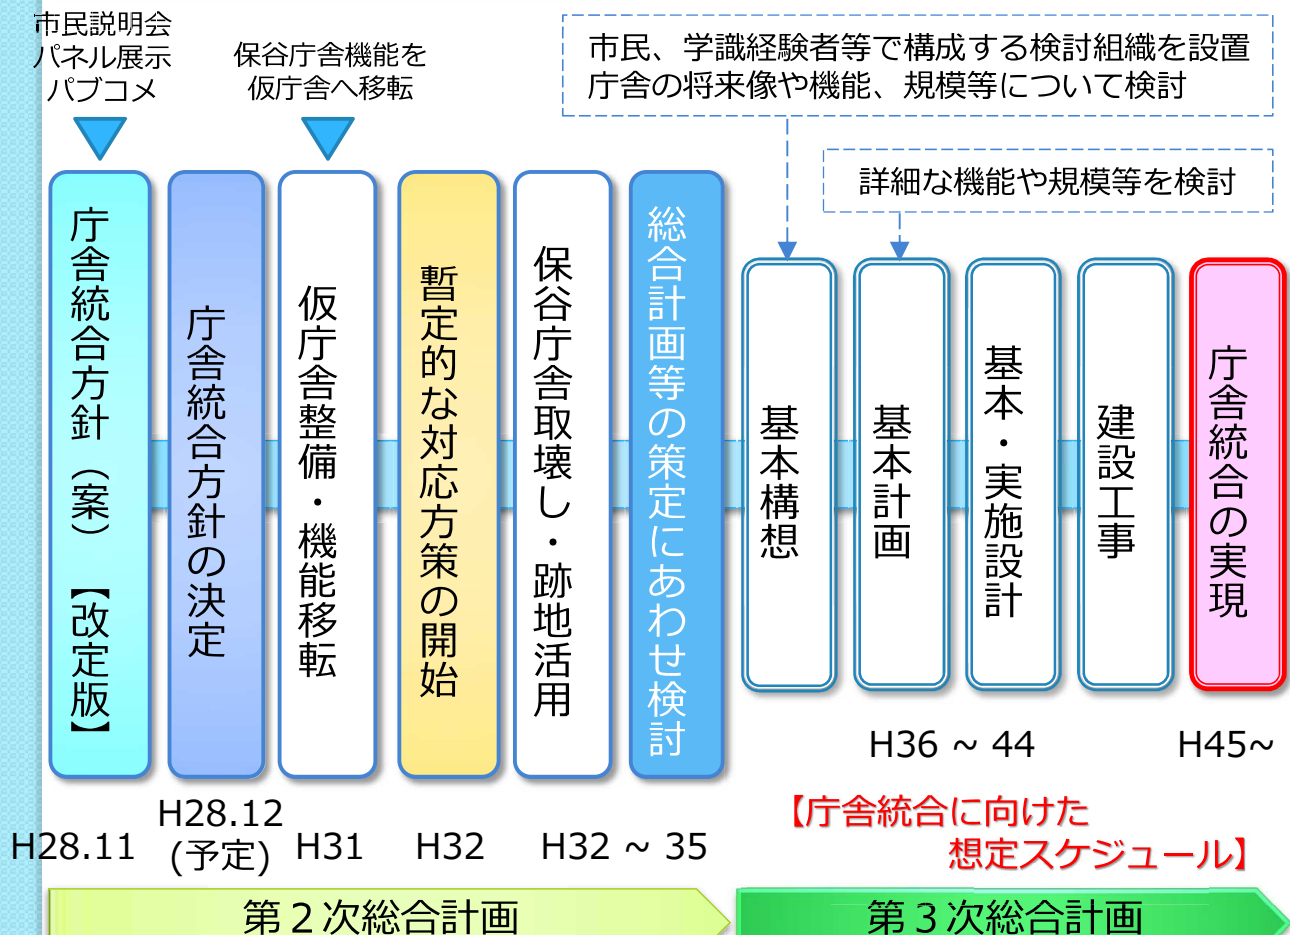 市民説明会
パネル展示
パブコメ
保谷庁舎機能を
仮庁舎へ移転
市民、学識経験者等で構成する検討組織を設置
庁舎の将来像や機能、規模等について検討
詳細な機能や規模等を検討
庁舎統合方針（案）【改定版】
庁舎統合方針の決定
仮庁舎整備・機能移転
暫定的な対応方策の開始
保谷庁舎取壊し・跡地活用
総合計画等の策定にあわせ検討
基本構想
基本計画
基本・実施設計
建設工事
庁舎統合の実現
H28.11
H28.12
(予定)
H31
H32
H32 ~ 35
H36 ~ 44
H45~
【庁舎統合に向けた
想定スケジュール】
第２次総合計画
第３次総合計画